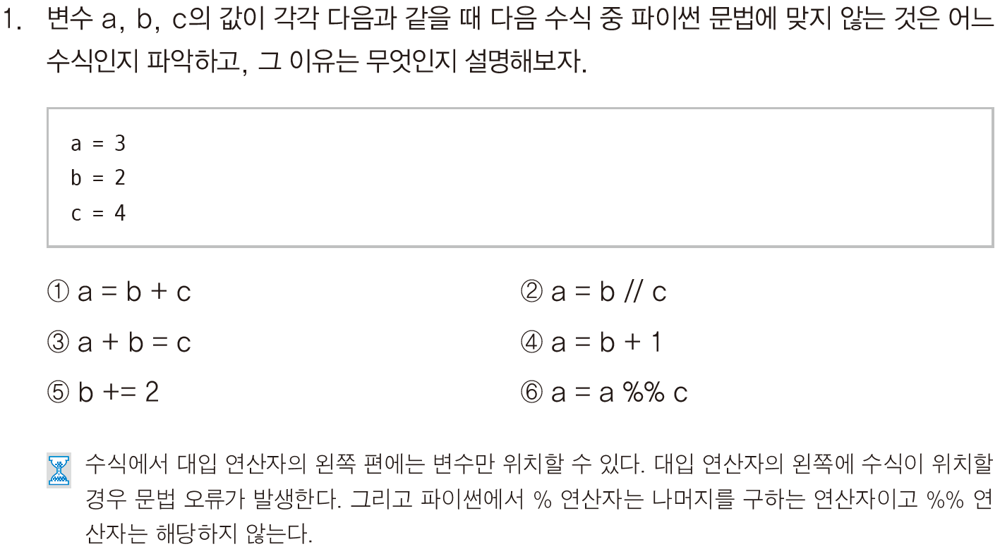 1. 변수 a, b, c의 값이 각각 다음과 같을 때 다음 수식 중 파이썬 문법에 맞지 않는 것은 어느
수식인지 파악하고, 그 이유는 무엇인지 설명해보자.
a = 3
b = 2
c = 4
① a = b + c
② a = b // c
③ a + b = c
④ a = b + 1
⑤ b += 2
⑥ a = a %% c
수식에서 대입 연산자의 왼쪽 편에는 변수만 위치할 수 있다. 대입 연산자의 왼쪽에 수식이 위치할
경우 문법 오류가 발생한다. 그리고 파이썬에서 % 연산자는 나머지를 구하는 연산자이고 %% 연
산자는 해당하지 않는다.